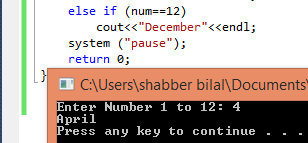 else if (num==12)
cout<<"December"<<endl;
system ("pause");
return 0;
}
C:\Users\shabber bilal\Documents\
Enter Number 1 to 12: 4
April
Press any key to continue . . .